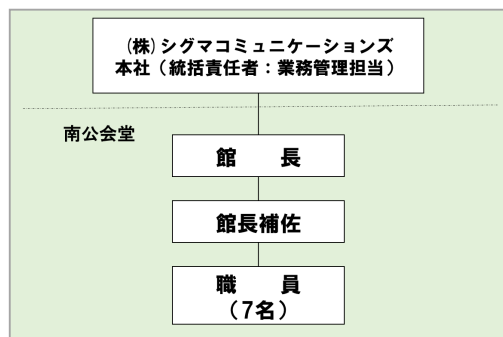 (株)シグマコミュニケーションズ
本社（統括責任者：業務管理担当）
南公会堂
館　長
館長補佐
職　員
（7名）